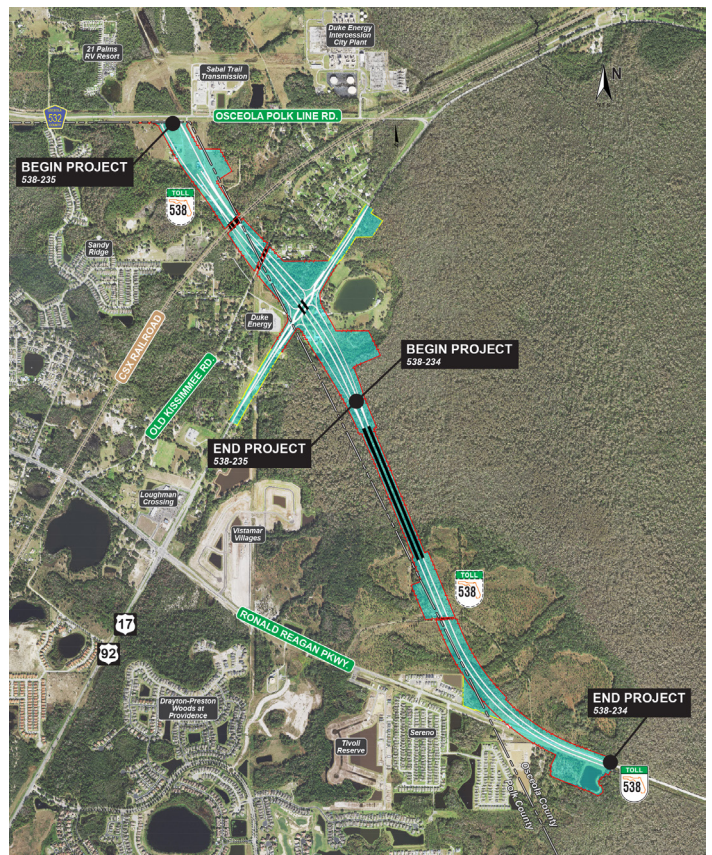 21 Palms
RV Resort
Duke Energy
Intercession
City Plant
Sabal Trail
Transmission
N
COUNTY
532
OSCEOLA POLK LINE RD.
BEGIN PROJECT
538-235
TOLL
538
Sandy
Ridge
Duke
Energy
CSX RAILROAD
OLD KISSIMMEE RD.
BEGIN PROJECT
538-234
END PROJECT
538-235
Loughman
Crossing
Vistamar
Villages
TOLL
538
17
92
RONALD REAGAN PKWY.
Drayton-Preston
Woods at
Providence
Tivoli
Reserve
Sereno
END PROJECT
538-234
Osceola County
Polk County
TOLL
538